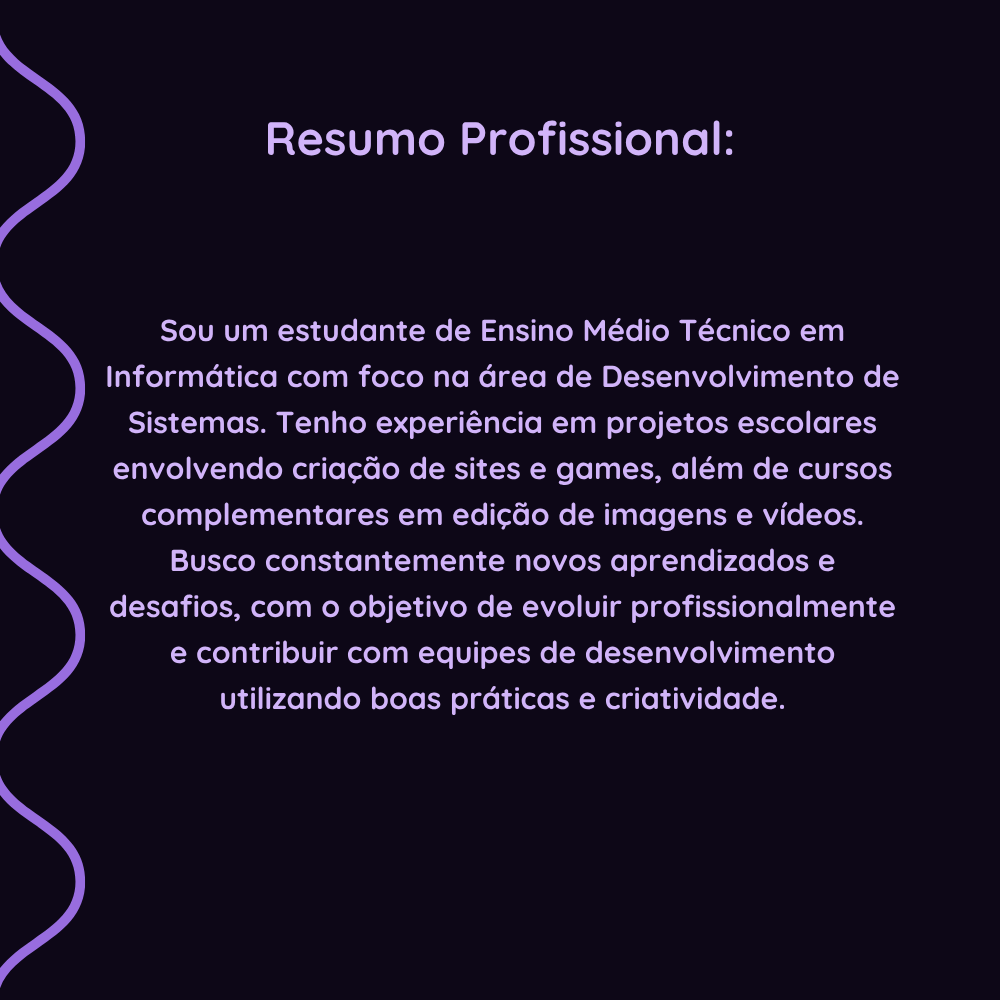 Resumo Profissional:
Sou um estudante de Ensino Médio Técnico em
Informática com foco na área de Desenvolvimento de
Sistemas. Tenho experiência em projetos escolares
envolvendo criação de sites e games, além de cursos
complementares em edição de imagens e vídeos.
Busco constantemente novos aprendizados e
desafios, com o objetivo de evoluir profissionalmente
e contribuir com equipes de desenvolvimento
utilizando boas práticas e criatividade.